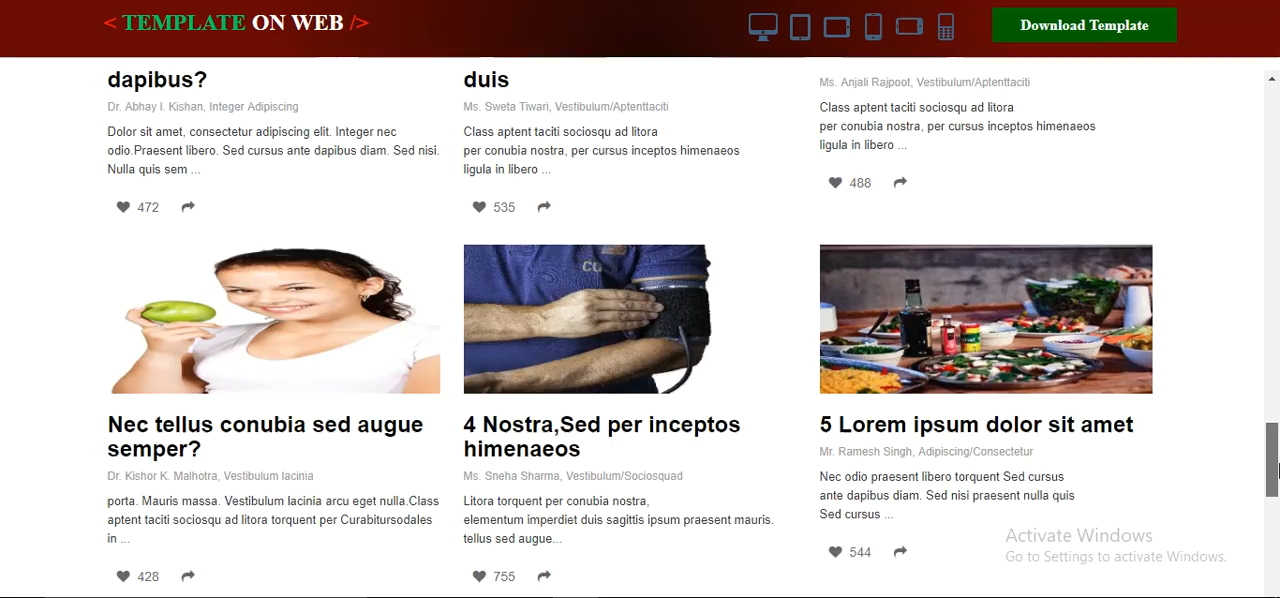 < TEMPLATE ON WEB />
Download Template
dapibus?
Dr. Abhay I. Kishan, Integer Adipiscing
Dolor sit amet, consectetur adipiscing elit. Integer nec
odio.Praesent libero. Sed cursus ante dapibus diam. Sed nisi.
Nulla quis sem ...
472
duis
Ms. Sweta Tiwari, Vestibulum/Aptenttaciti
Class aptent taciti sociosqu ad litora
per conubia nostra, per cursus inceptos himenaeos
ligula in libero ...
535
Ms. Anjali Rajpoot, Vestibulum/Aptenttaciti
Class aptent taciti sociosqu ad litora
per conubia nostra, per cursus inceptos himenaeos
ligula in libero ...
488
Nec tellus conubia sed augue
semper?
Dr. Kishor K. Malhotra, Vestibulum lacinia
porta. Mauris massa. Vestibulum lacinia arcu eget nulla.Class
aptent taciti sociosqu ad litora torquent per Curabitursodales
in ...
428
4 Nostra,Sed per inceptos
himenaeos
Ms. Sneha Sharma, Vestibulum/Sociosquad
Litora torquent per conubia nostra,
elementum imperdiet duis sagittis ipsum praesent mauris.
tellus sed augue...
755
5 Lorem ipsum dolor sit amet
Mr. Ramesh Singh, Adipiscing/Consectetur
Nec odio praesent libero torquent Sed cursus
ante dapibus diam. Sed nisi praesent nulla quis
Sed cursus ...
544
Activate Windows
Go to Settings to activate Windows.